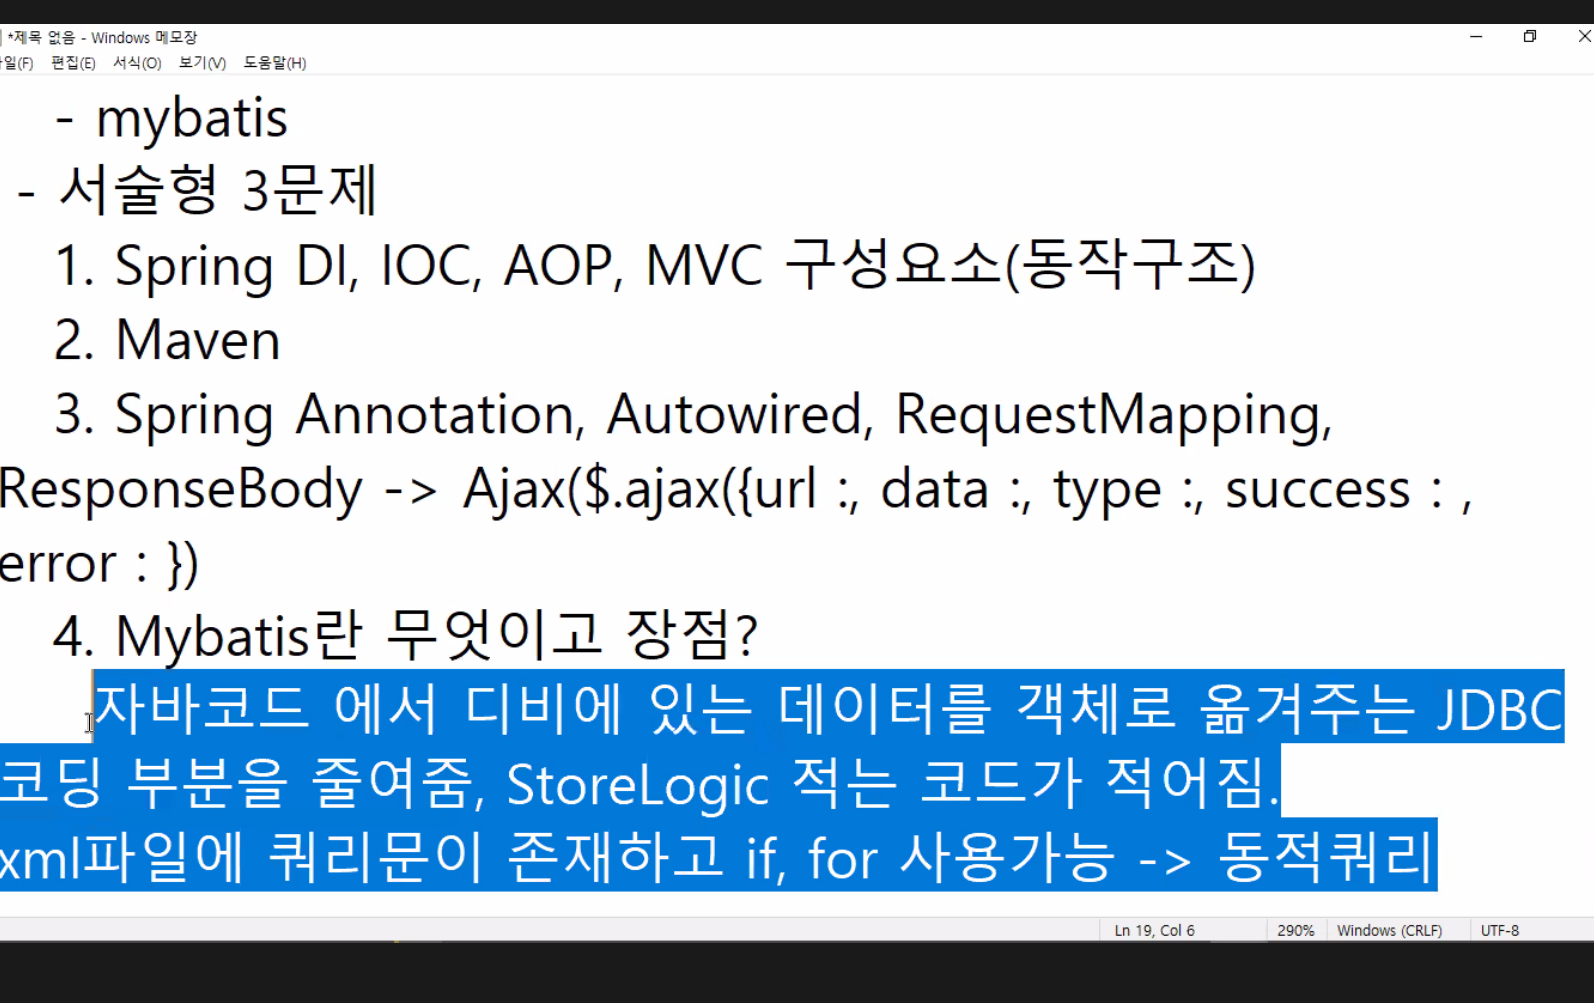 *제목 없음 - Windows 메모장
일(F) 편집(E) 서식(O) 보기(V) 도움말(H)
- mybatis
- 서술형 3문제
1. Spring DI, IOC, AOP, MVC 구성요소(동작구조)
2. Maven
3. Spring Annotation, Autowired, RequestMapping,
ResponseBody -> Ajax($.ajax({url :, data :, type :, success : ,
error : })
4. Mybatis란 무엇이고 장점?
자바코드 에서 디비에 있는 데이터를 객체로 옮겨주는 JDBC
코딩 부분을 줄여줌, StoreLogic 적는 코드가 적어짐.
xml파일에 쿼리문이 존재하고 if, for 사용가능 -> 동적쿼리
Ln 19, Col 6 290% Windows (CRLF) UTF-8